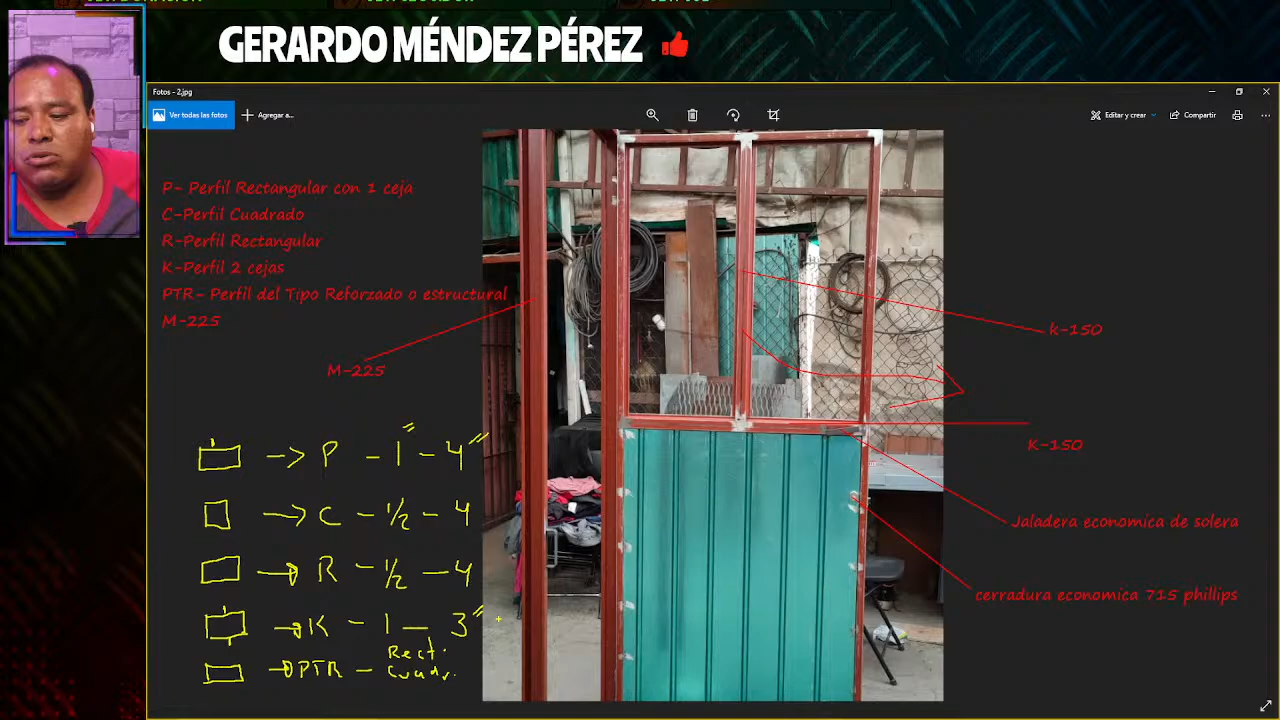 GERARDO MÉNDEZ PÉREZ
Fotos - 2.jpg
Ver todas las fotos
Agregar a...
Editar y crear
Compartir
P- Perfil Rectangular con 1 ceja
C-Perfil Cuadrado
R-Perfil Rectangular
K-Perfil 2 cejas
PTR- Perfil del Tipo Reforzado o estructural
M-225
M-225
k-150
K-150
Jaladera economica de solera
cerradura economica 715 phillips
→ P - 1" - 4"
→ C - 1/2 - 4
→ R - 1/2 - 4
→ K - 1 - 3"
→ PTR - Rect.
Cuadr.